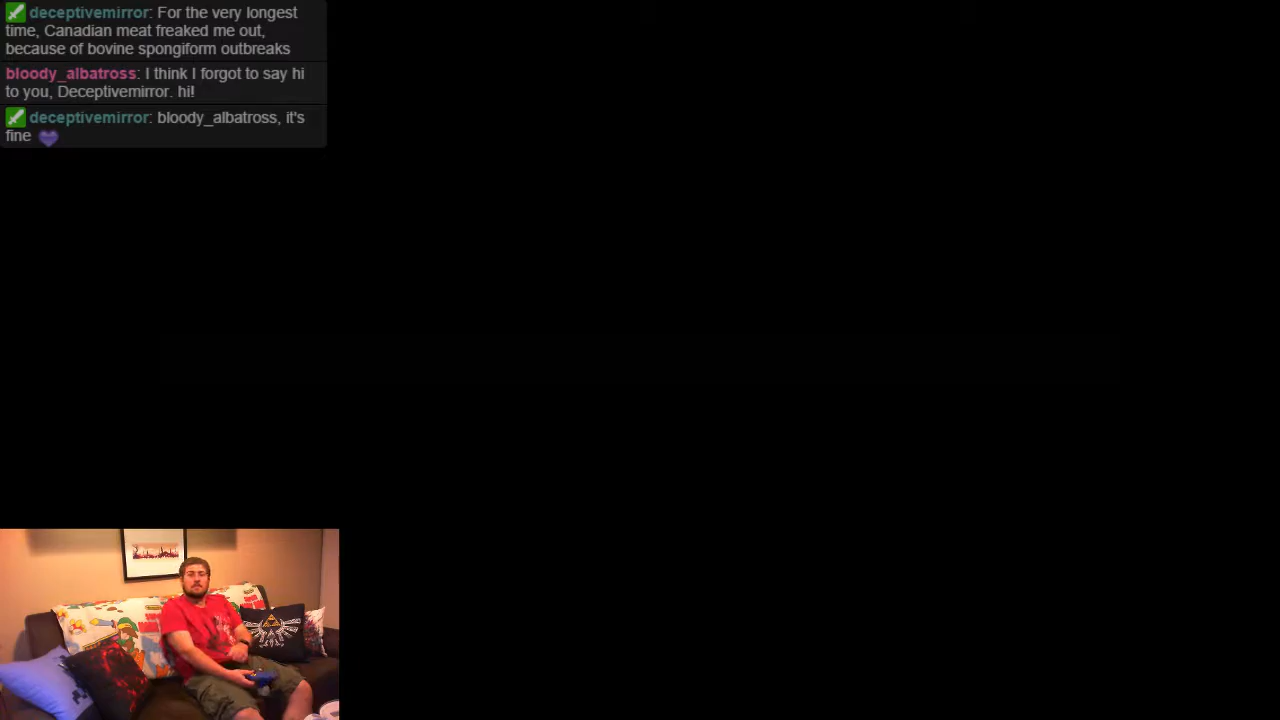 deceptivemirror: For the very longest
time, Canadian meat freaked me out,
because of bovine spongiform outbreaks
bloody_albatross: I think I forgot to say hi
to you, Deceptivemirror. hi!
deceptivemirror: bloody_albatross, it's
fine